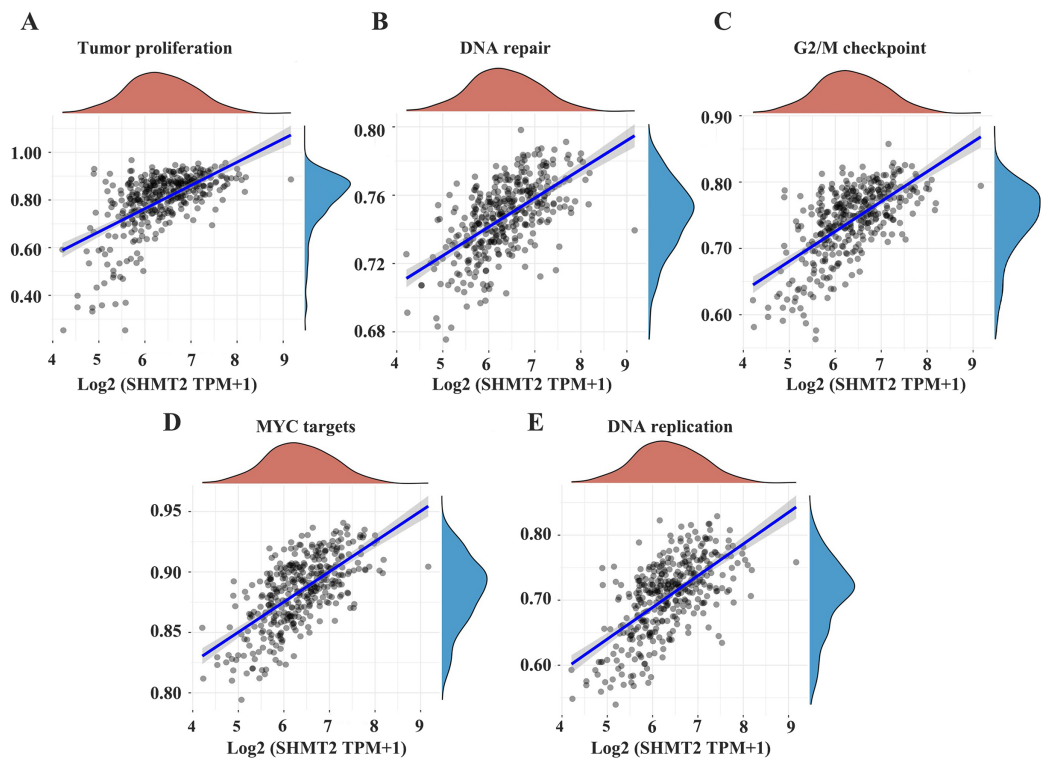 A
Tumor proliferation
1.00
0.80
0.60
0.40
4 5 6 7 8 9
Log2 (SHMT2 TPM+1)
B
DNA repair
0.80
0.76
0.72
0.68
4 5 6 7 8 9
Log2 (SHMT2 TPM+1)
C
G2/M checkpoint
0.90
0.80
0.70
0.60
4 5 6 7 8 9
Log2 (SHMT2 TPM+1)
D
MYC targets
0.95
0.90
0.85
0.80
4 5 6 7 8 9
Log2 (SHMT2 TPM+1)
E
DNA replication
0.80
0.70
0.60
4 5 6 7 8 9
Log2 (SHMT2 TPM+1)